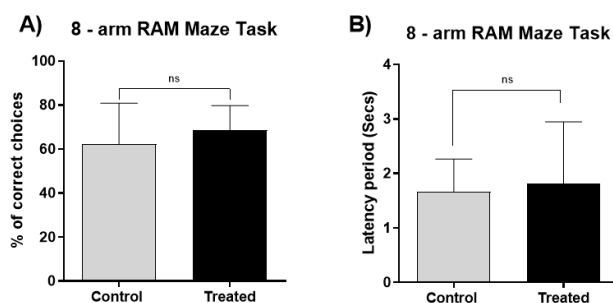 A) 8 - arm RAM Maze Task
ns
100
80
60
40
20
0
% of correct choices
Control Treated
B) 8 - arm RAM Maze Task
ns
4
3
2
1
0
Latency period (Secs)
Control Treated